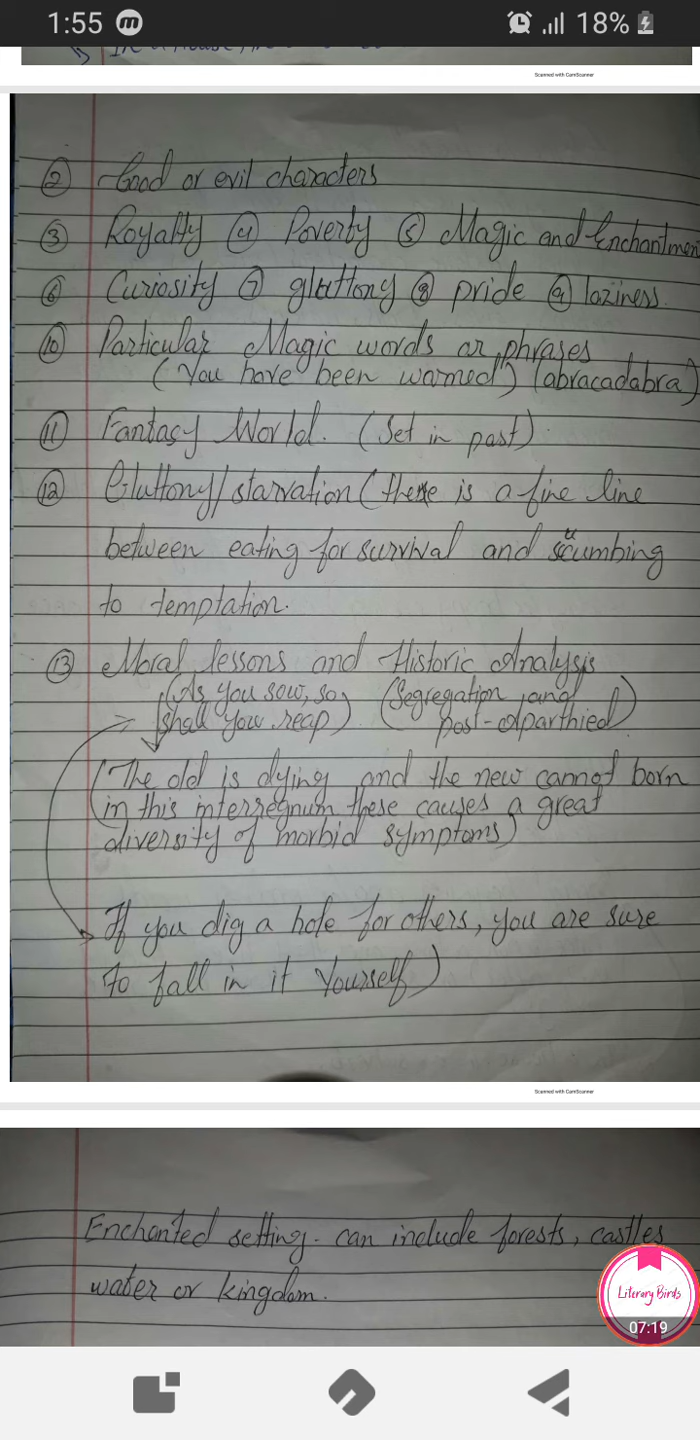 1:55 m 18%
Scanned with CamScanner
② Good or evil characters
③ Royalty ④ Poverty ⑤ Magic and Enchantmen
⑥ Curiosity ⑦ gluttony ⑧ pride ⑨ laziness.
⑩ Particular Magic words or phrases
(You have been warned) (abracadabra)
⑪ Fantasy World. (Set in past)
⑫ Gluttony/starvation (there is a fine line
between eating for survival and scumbing
u
to temptation.
⑬ Moral lessons and Historic Analysis
(As you sow, so (Segregation and
shall you reap) post-Aparthied)
(The old is dying and the new cannot born
in this interregnum these causes a great
diversity of morbid symptoms)
If you dig a hole for others, you are sure
to fall in it Yourself)
Scanned with CamScanner
Enchanted setting - can include forests, castles
water or kingdom.
Literary Birds
07:19